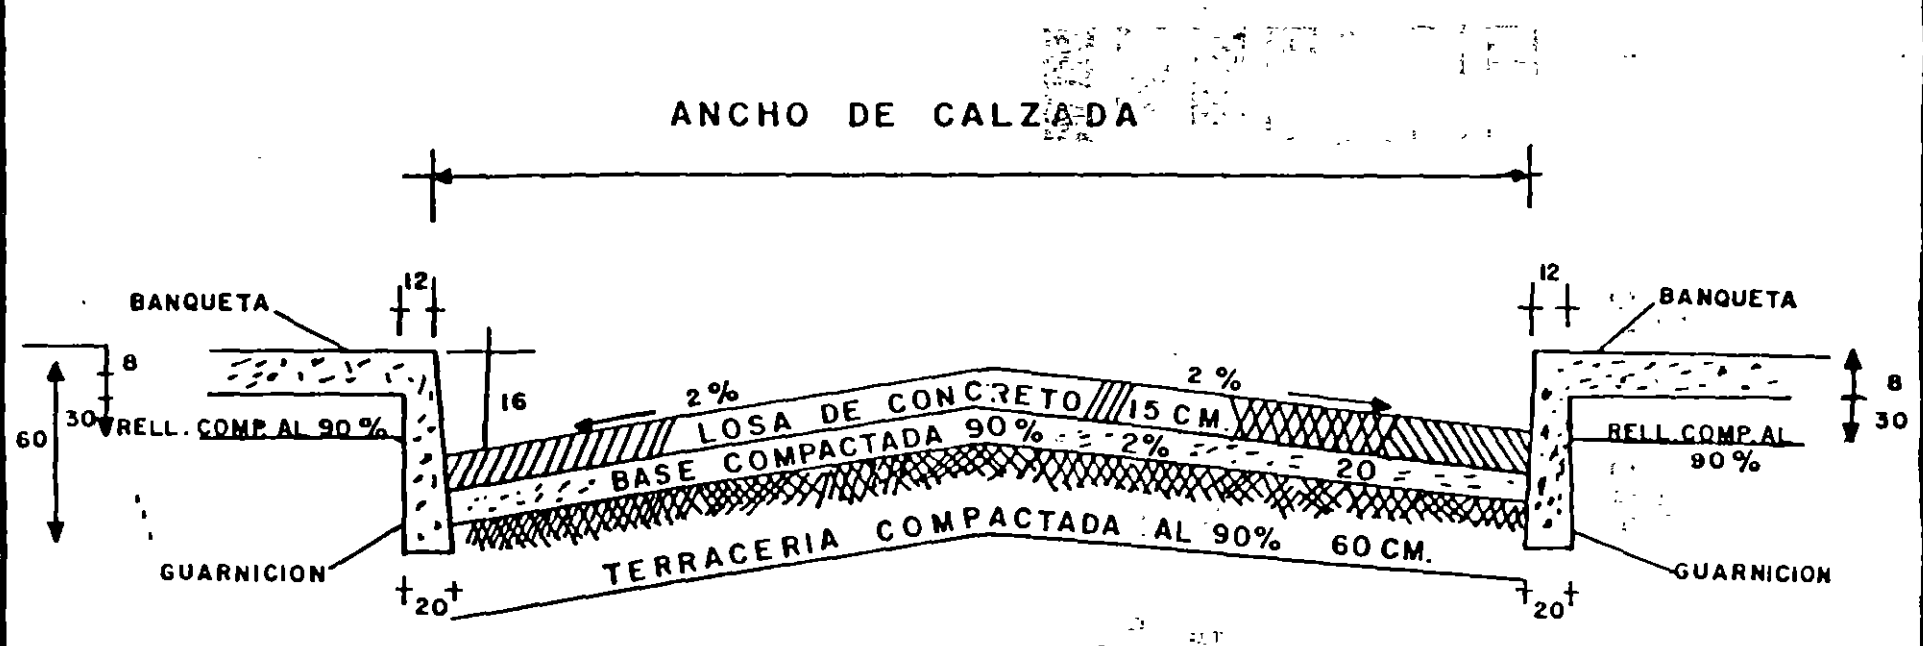 ANCHO DE CALZADA
12
12
BANQUETA
BANQUETA
8
16
2%
2%
8
30
60
RELL. COMP. AL 90%
LOSA DE CONCRETO 15 CM.
30
RELL. COMP. AL
90%
BASE COMPACTADA 90% 2% 20
TERRACERIA COMPACTADA AL 90% 60 CM.
GUARNICION
GUARNICION
20
20